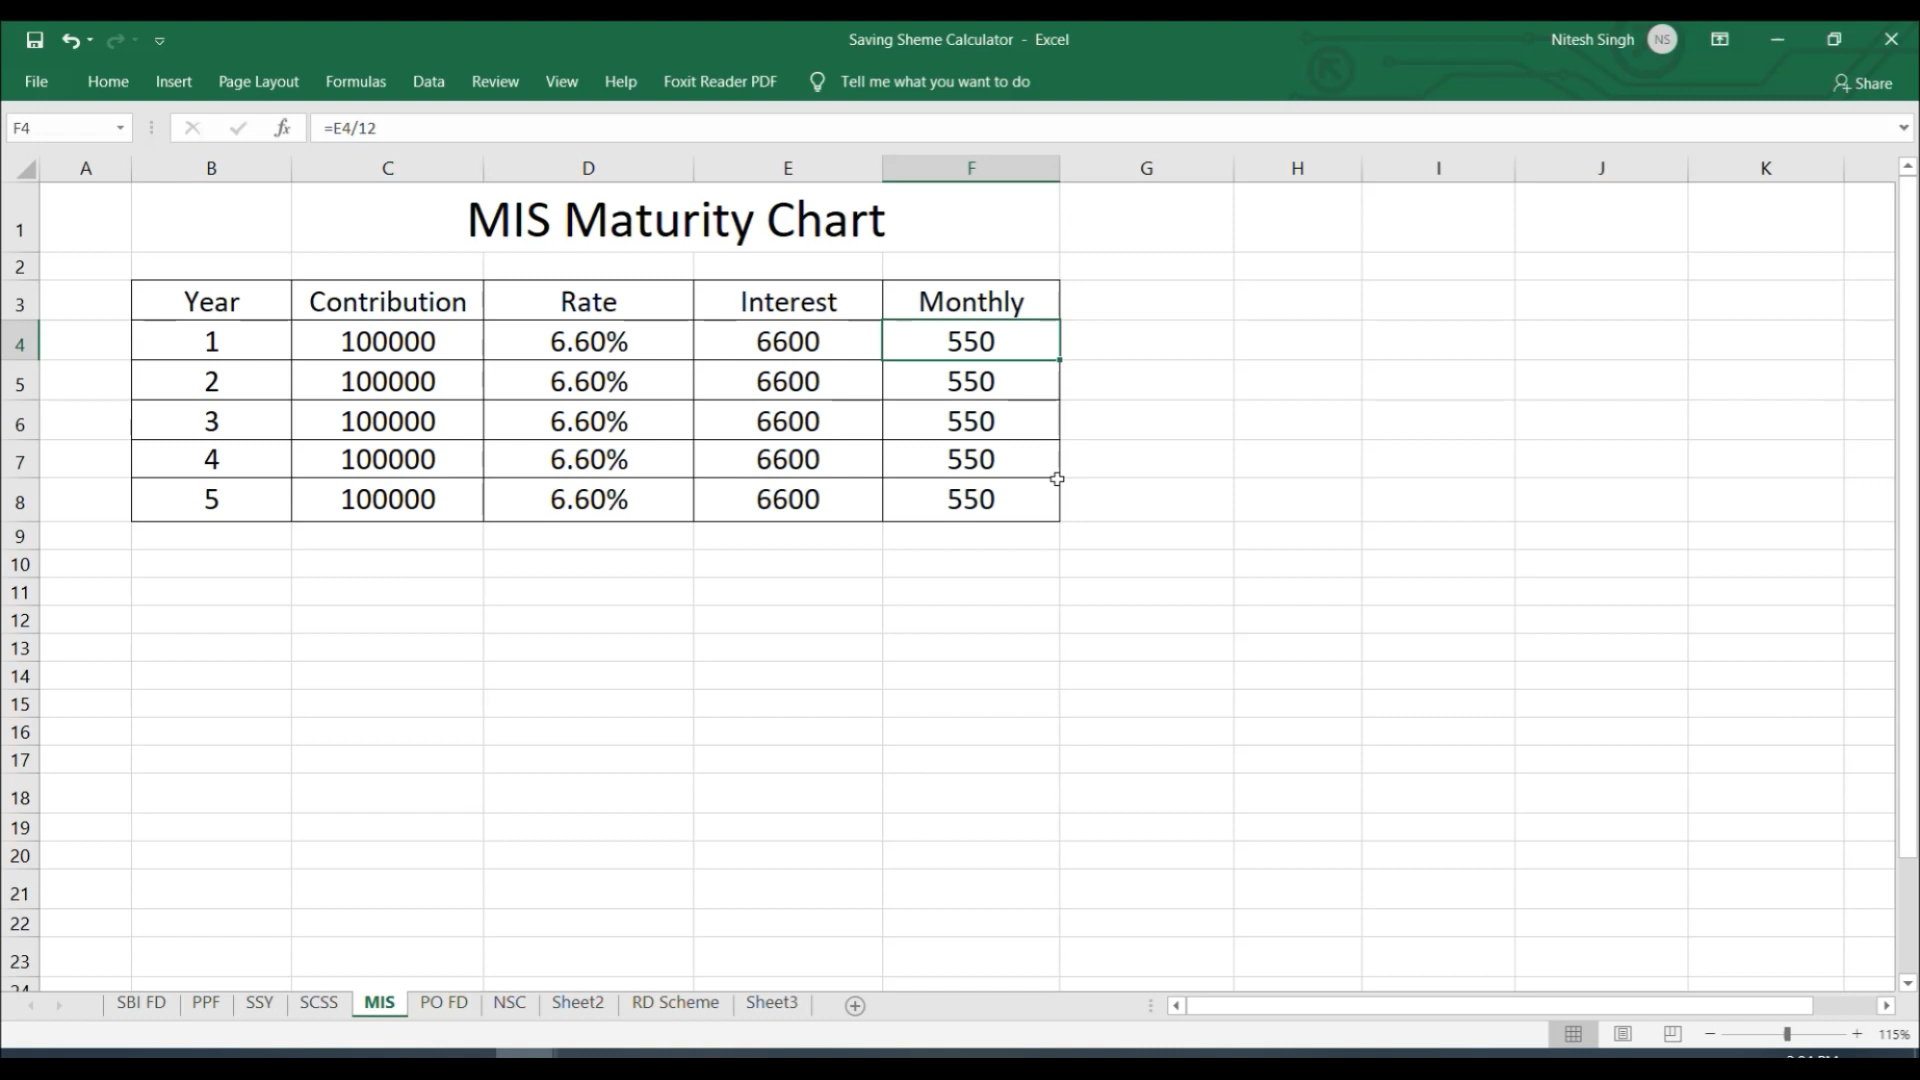 Saving Sheme Calculator - Excel
Nitesh Singh NS
File Home Insert Page Layout Formulas Data Review View Help Foxit Reader PDF Tell me what you want to do Share
F4 fx =E4/12
A B C D E F G H I J K
1 MIS Maturity Chart
2
3 Year Contribution Rate Interest Monthly
4 1 100000 6.60% 6600 550
5 2 100000 6.60% 6600 550
6 3 100000 6.60% 6600 550
7 4 100000 6.60% 6600 550
8 5 100000 6.60% 6600 550
9
10
11
12
13
14
15
16
17
18
19
20
21
22
23
24
SBI FD PPF SSY SCSS MIS PO FD NSC Sheet2 RD Scheme Sheet3
115%